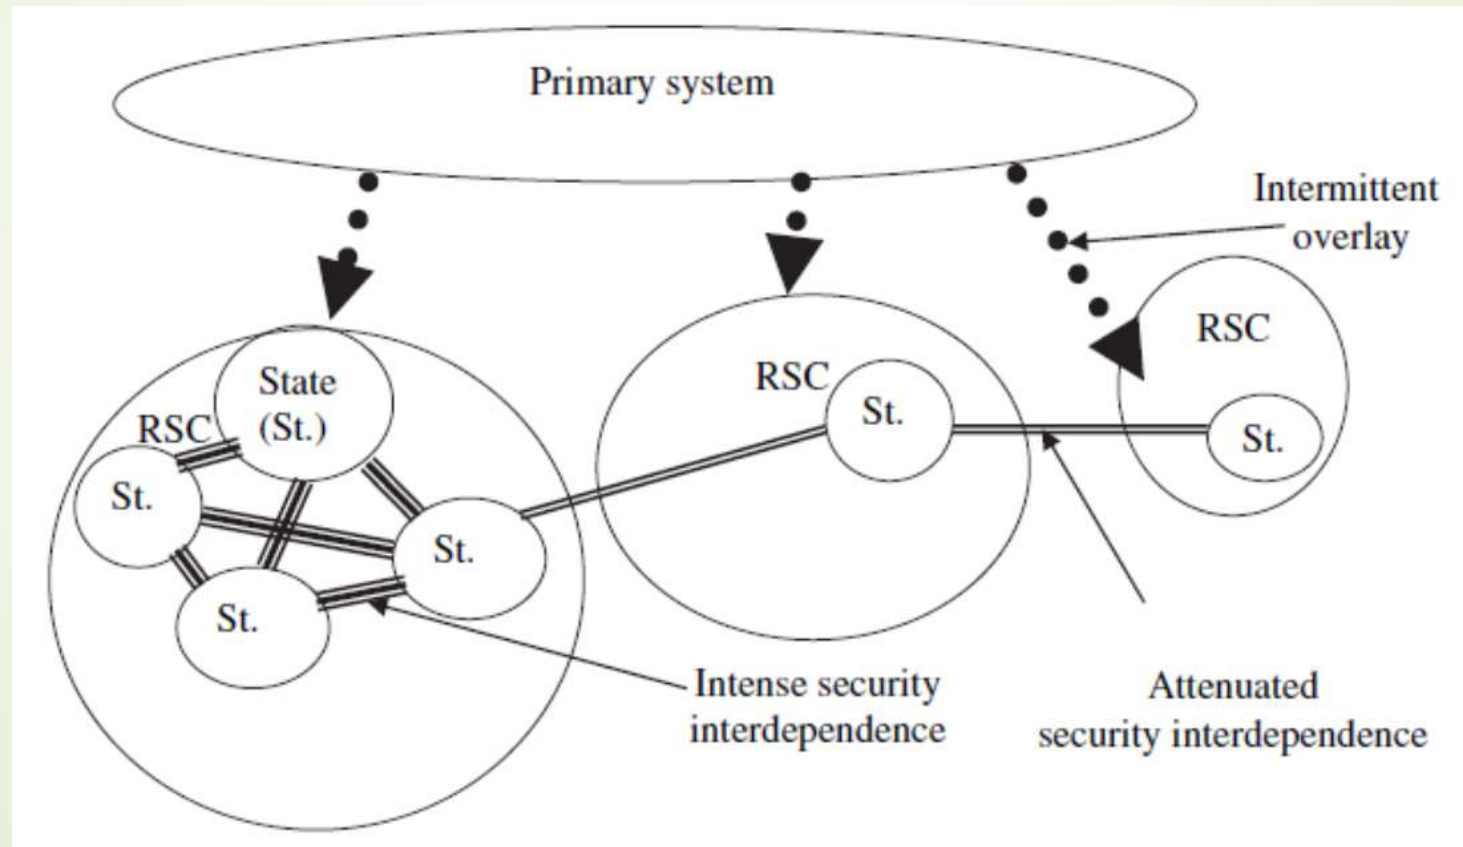 Primary system
Intermittent
overlay
RSC
State
(St.)
RSC
St.
St.
St.
RSC
St.
St.
Intense security
interdependence
Attenuated
security interdependence